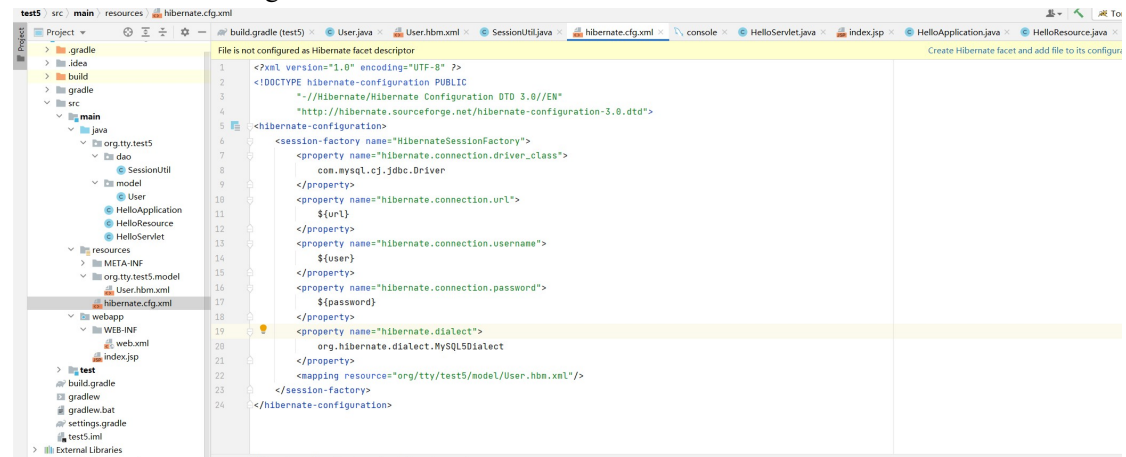 test5 › src › main › resources › hibernate.cfg.xml
Project
Project
build.gradle (test5)
User.java
User.hbm.xml
SessionUtil.java
hibernate.cfg.xml
console
HelloServlet.java
index.jsp
HelloApplication.java
HelloResource.java
File is not configured as Hibernate facet descriptor
Create Hibernate facet and add file to its configura
.gradle
.idea
build
gradle
src
main
java
org.tty.test5
dao
SessionUtil
model
User
HelloApplication
HelloResource
HelloServlet
resources
META-INF
org.tty.test5.model
User.hbm.xml
hibernate.cfg.xml
webapp
WEB-INF
web.xml
index.jsp
test
build.gradle
gradlew
gradlew.bat
settings.gradle
test5.iml
External Libraries
1 <?xml version="1.0" encoding="UTF-8" ?>
2 <!DOCTYPE hibernate-configuration PUBLIC
3 "-//Hibernate/Hibernate Configuration DTD 3.0//EN"
4 "http://hibernate.sourceforge.net/hibernate-configuration-3.0.dtd">
5 <hibernate-configuration>
6 <session-factory name="HibernateSessionFactory">
7 <property name="hibernate.connection.driver_class">
8 com.mysql.cj.jdbc.Driver
9 </property>
10 <property name="hibernate.connection.url">
11 ${url}
12 </property>
13 <property name="hibernate.connection.username">
14 ${user}
15 </property>
16 <property name="hibernate.connection.password">
17 ${password}
18 </property>
19 <property name="hibernate.dialect">
20 org.hibernate.dialect.MySQL5Dialect
21 </property>
22 <mapping resource="org/tty/test5/model/User.hbm.xml"/>
23 </session-factory>
24 </hibernate-configuration>